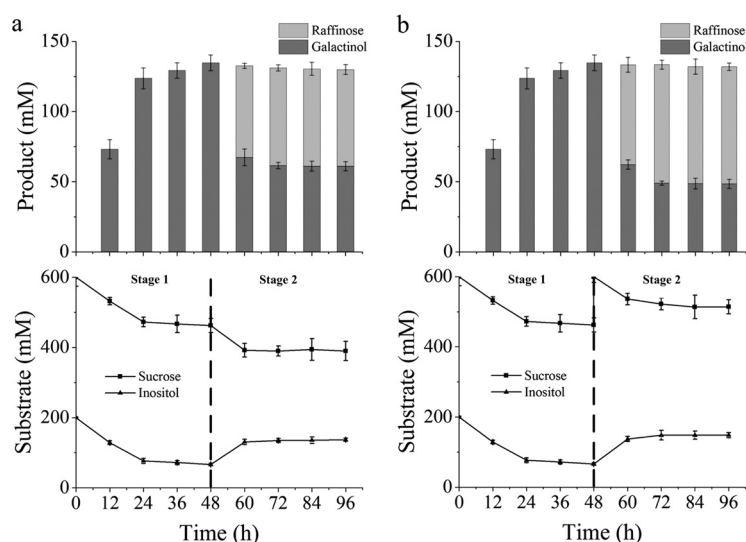 a
Raffinose
Galactinol
150
100
50
0
Product (mM)
Stage 1
Stage 2
600
400
200
0
Substrate (mM)
Sucrose
Inositol
0 12 24 36 48 60 72 84 96
Time (h)
b
Raffinose
Galactinol
150
100
50
0
Product (mM)
Stage 1
Stage 2
600
400
200
0
Substrate (mM)
Sucrose
Inositol
0 12 24 36 48 60 72 84 96
Time (h)